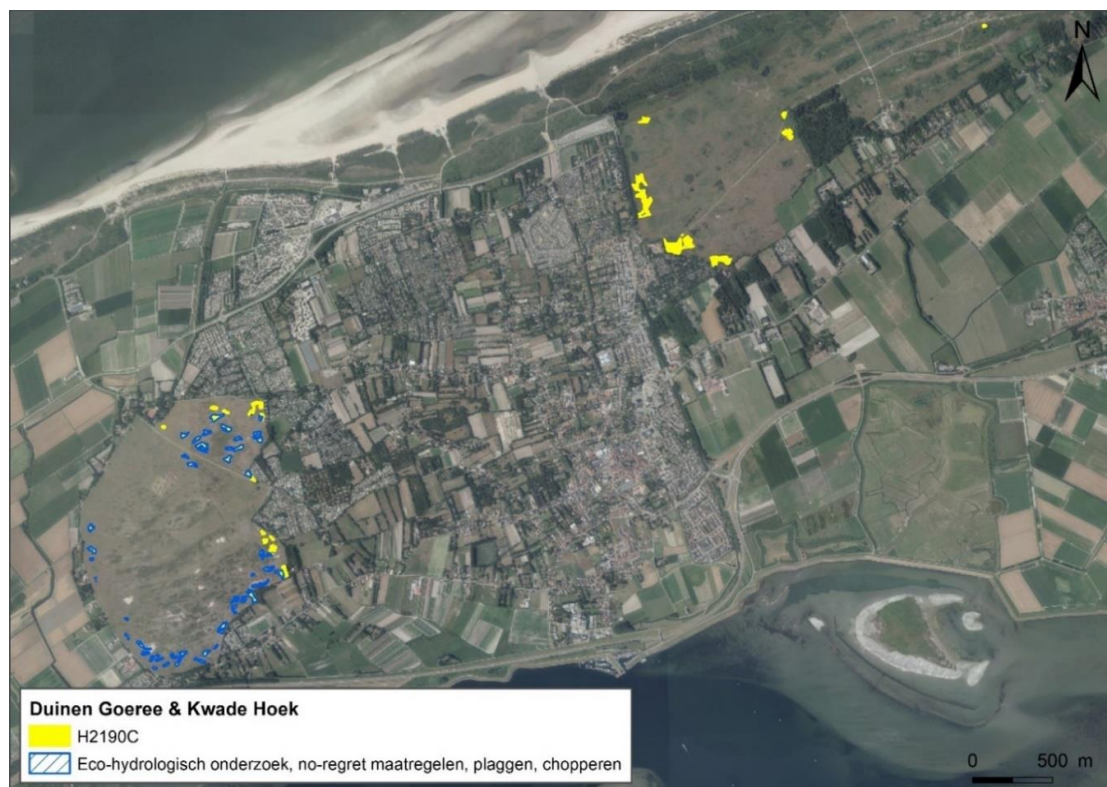 N
Duinen Goeree & Kwade Hoek
H2190C
Eco-hydrologisch onderzoek, no-regret maatregelen, plaggen, chopperen
0 500 m